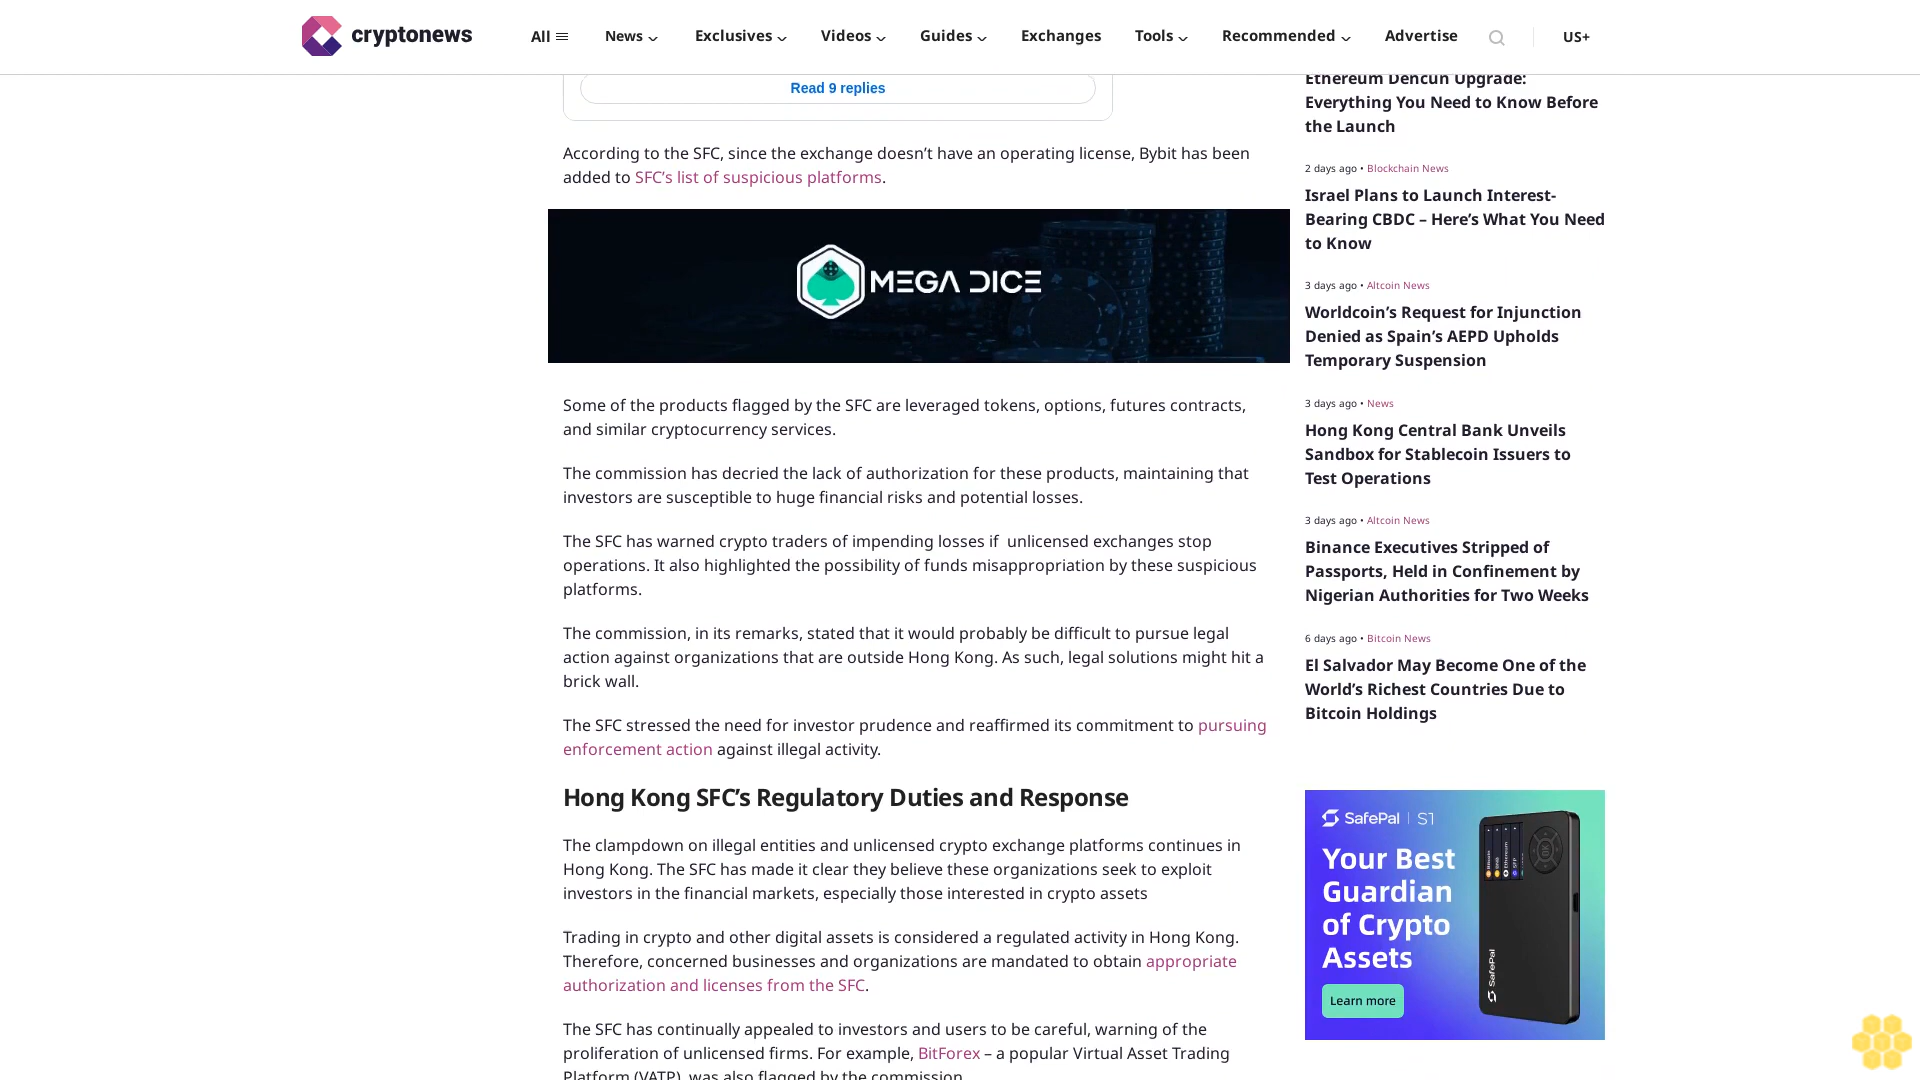 cryptonews
All
News
Exclusives
Videos
Guides
Exchanges
Tools
Recommended
Advertise
US+
Read 9 replies
According to the SFC, since the exchange doesn’t have an operating license, Bybit has been
added to SFC’s list of suspicious platforms.
MEGA DICE
Some of the products flagged by the SFC are leveraged tokens, options, futures contracts,
and similar cryptocurrency services.
The commission has decried the lack of authorization for these products, maintaining that
investors are susceptible to huge financial risks and potential losses.
The SFC has warned crypto traders of impending losses if  unlicensed exchanges stop
operations. It also highlighted the possibility of funds misappropriation by these suspicious
platforms.
The commission, in its remarks, stated that it would probably be difficult to pursue legal
action against organizations that are outside Hong Kong. As such, legal solutions might hit a
brick wall.
The SFC stressed the need for investor prudence and reaffirmed its commitment to pursuing
enforcement action against illegal activity.
Hong Kong SFC’s Regulatory Duties and Response
The clampdown on illegal entities and unlicensed crypto exchange platforms continues in
Hong Kong. The SFC has made it clear they believe these organizations seek to exploit
investors in the financial markets, especially those interested in crypto assets
Trading in crypto and other digital assets is considered a regulated activity in Hong Kong.
Therefore, concerned businesses and organizations are mandated to obtain appropriate
authorization and licenses from the SFC.
The SFC has continually appealed to investors and users to be careful, warning of the
proliferation of unlicensed firms. For example, BitForex – a popular Virtual Asset Trading
Platform (VATP), was also flagged by the commission.
Ethereum Dencun Upgrade:
Everything You Need to Know Before
the Launch
2 days ago • Blockchain News
Israel Plans to Launch Interest-
Bearing CBDC – Here’s What You Need
to Know
3 days ago • Altcoin News
Worldcoin’s Request for Injunction
Denied as Spain’s AEPD Upholds
Temporary Suspension
3 days ago • News
Hong Kong Central Bank Unveils
Sandbox for Stablecoin Issuers to
Test Operations
3 days ago • Altcoin News
Binance Executives Stripped of
Passports, Held in Confinement by
Nigerian Authorities for Two Weeks
6 days ago • Bitcoin News
El Salvador May Become One of the
World’s Richest Countries Due to
Bitcoin Holdings
SafePal | S1
Your Best
Guardian
of Crypto
Assets
Learn more
SafePal
OK